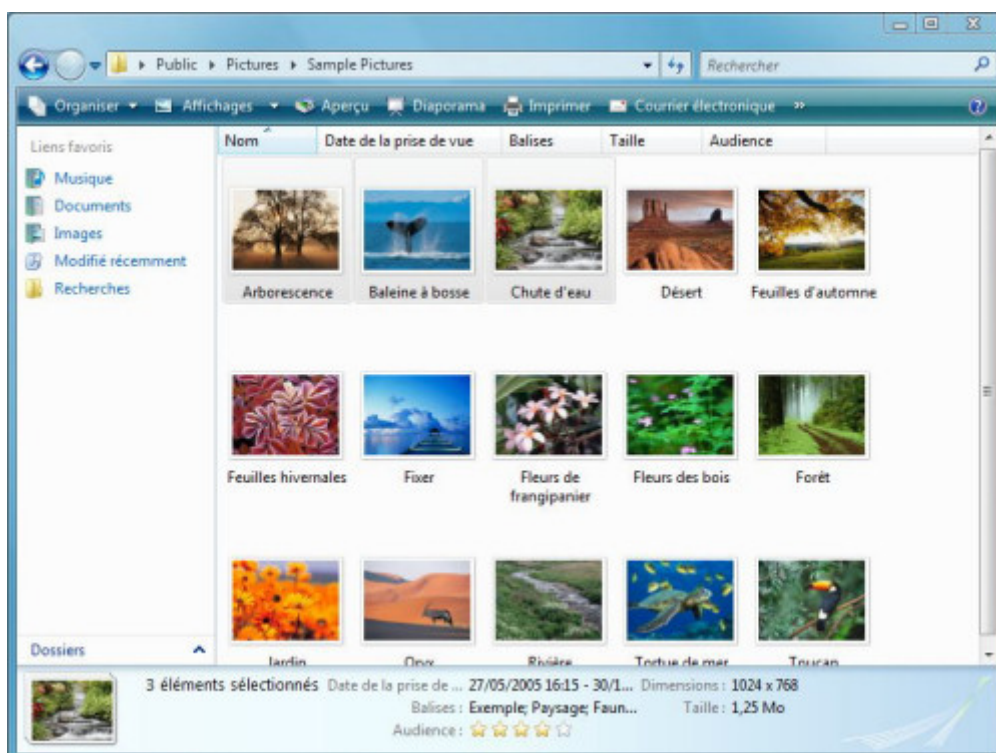 Public ▸ Pictures ▸ Sample Pictures Rechercher
Organiser Affichages Aperçu Diaporama Imprimer Courrier électronique »
Liens favoris
Musique
Documents
Images
Modifié récemment
Recherches
Dossiers
Nom Date de la prise de vue Balises Taille Audience
Arborescence Baleine à bosse Chute d'eau Désert Feuilles d'automne
Feuilles hivernales Fixer Fleurs de frangipanier Fleurs des bois Forêt
Jardin Oryx Rivière Tortue de mer Toucan
3 éléments sélectionnés Date de la prise de ... 27/05/2005 16:15 - 30/1... Dimensions : 1024 x 768
Balises : Exemple; Paysage; Faun... Taille : 1,25 Mo
Audience :